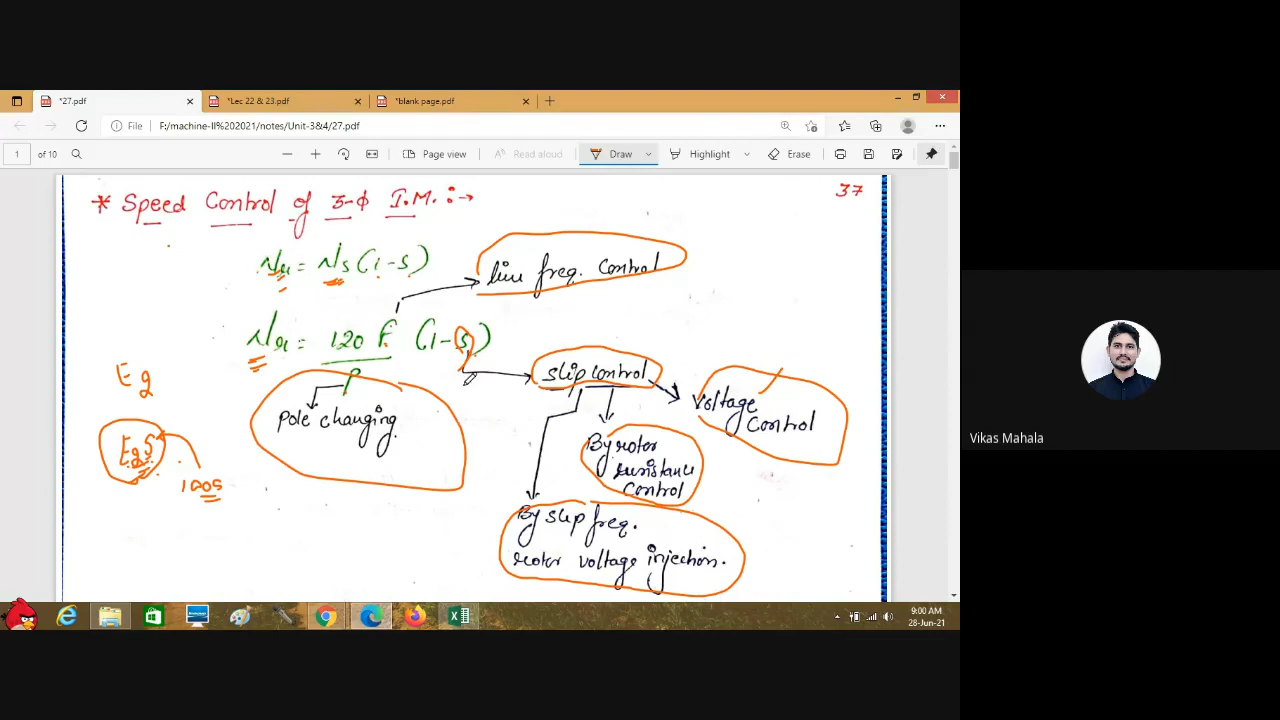 *27.pdf
*Lec 22 & 23.pdf
*blank page.pdf
File
F:/machine-II%202021/notes/Unit-3&4/27.pdf
1 of 10
Page view
Read aloud
Draw
Highlight
Erase
37
* Speed Control of 3-ϕ I.M. :→
Nr = Ns (1-s)
line freq. Control
Nr = 120 f (1-s)
P
slip control
Pole changing.
Voltage
Control
By rotor
resistance
control
By slip freq.
rotor voltage injection.
Vikas Mahala
9:00 AM
28-Jun-21